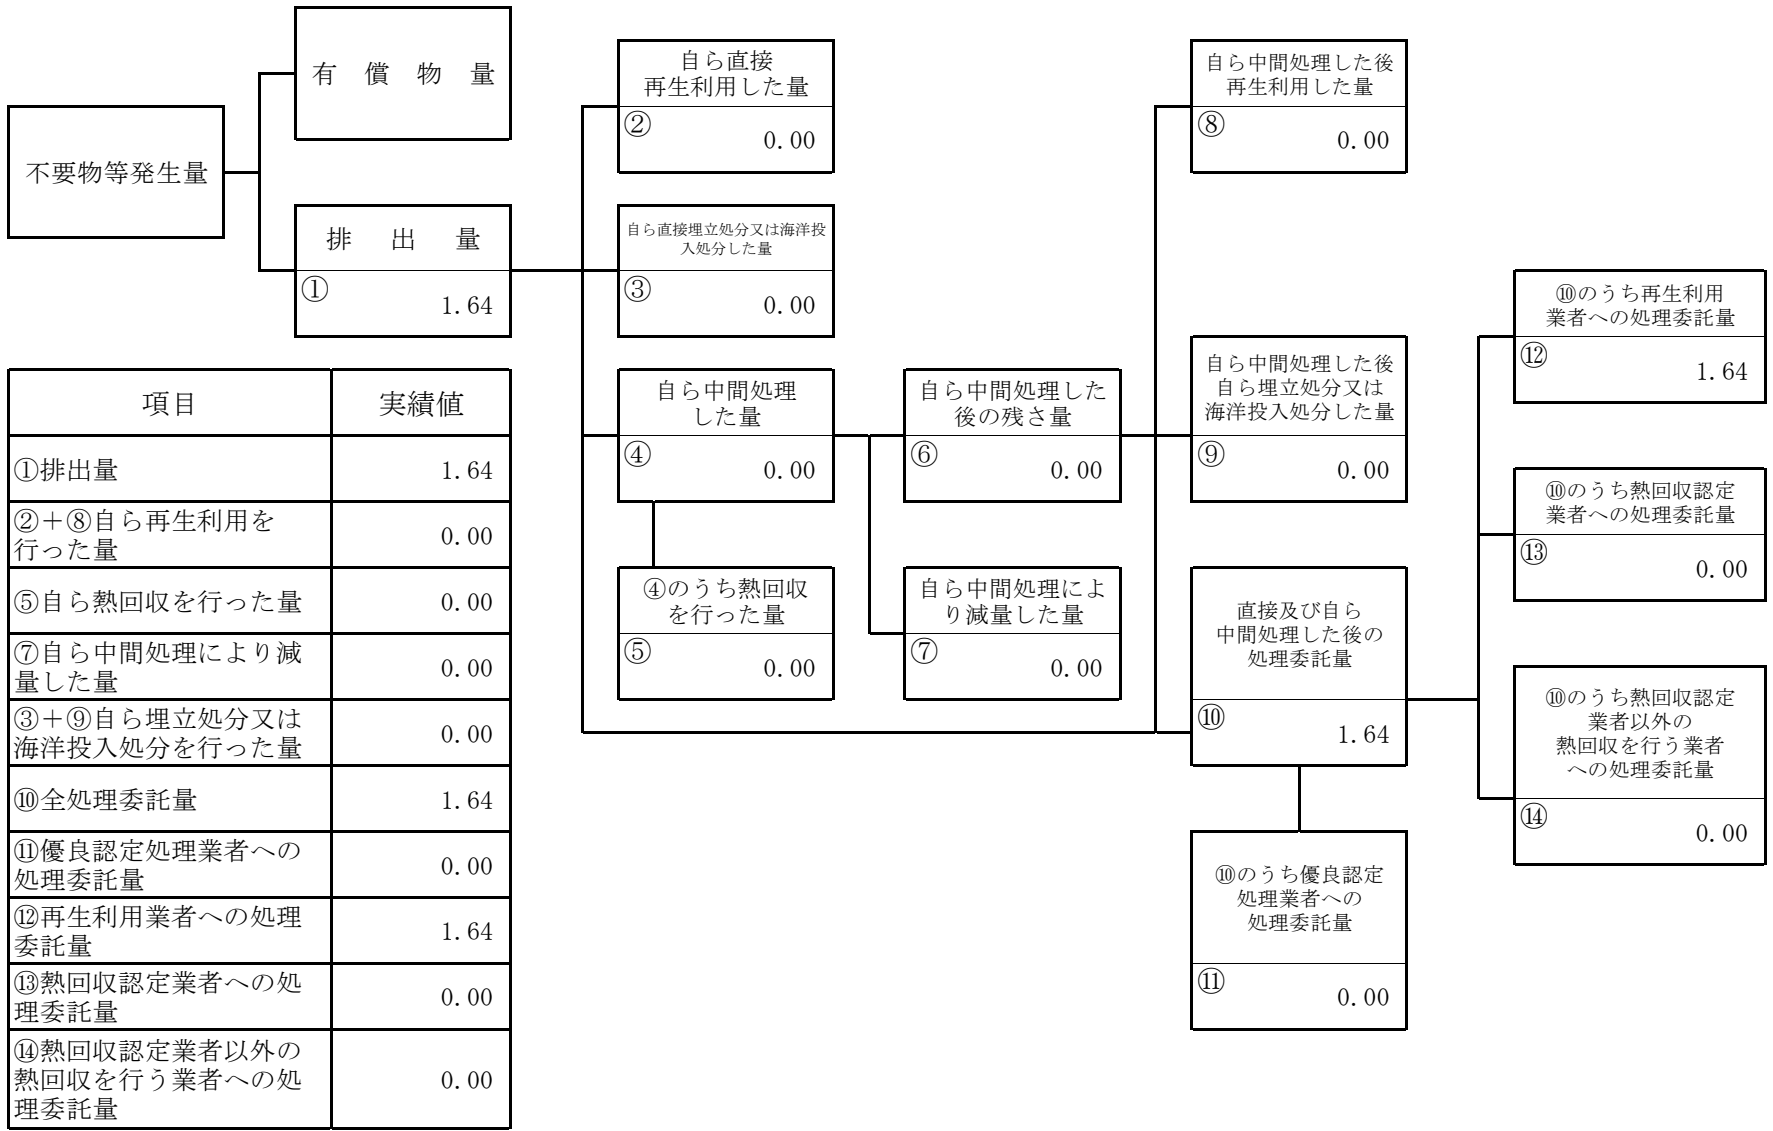 有償物量
不要物等発生量
排出量
①
1.64
自ら直接
再生利用した量
②
0.00
自ら直接埋立処分又は海洋投
入処分した量
③
0.00
自ら中間処理
した量
④
0.00
④のうち熱回収
を行った量
⑤
0.00
自ら中間処理した
後の残さ量
⑥
0.00
自ら中間処理によ
り減量した量
⑦
0.00
自ら中間処理した後
再生利用した量
⑧
0.00
自ら中間処理した後
自ら埋立処分又は
海洋投入処分した量
⑨
0.00
直接及び自ら
中間処理した後の
処理委託量
⑩
1.64
⑩のうち優良認定
処理業者への
処理委託量
⑪
0.00
⑩のうち再生利用
業者への処理委託量
⑫
1.64
⑩のうち熱回収認定
業者への処理委託量
⑬
0.00
⑩のうち熱回収認定
業者以外の
熱回収を行う業者
への処理委託量
⑭
0.00
項目 実績値
①排出量 1.64
②＋⑧自ら再生利用を
行った量 0.00
⑤自ら熱回収を行った量 0.00
⑦自ら中間処理により減
量した量 0.00
③＋⑨自ら埋立処分又は
海洋投入処分を行った量 0.00
⑩全処理委託量 1.64
⑪優良認定処理業者への
処理委託量 0.00
⑫再生利用業者への処理
委託量 1.64
⑬熱回収認定業者への処
理委託量 0.00
⑭熱回収認定業者以外の
熱回収を行う業者への処
理委託量 0.00